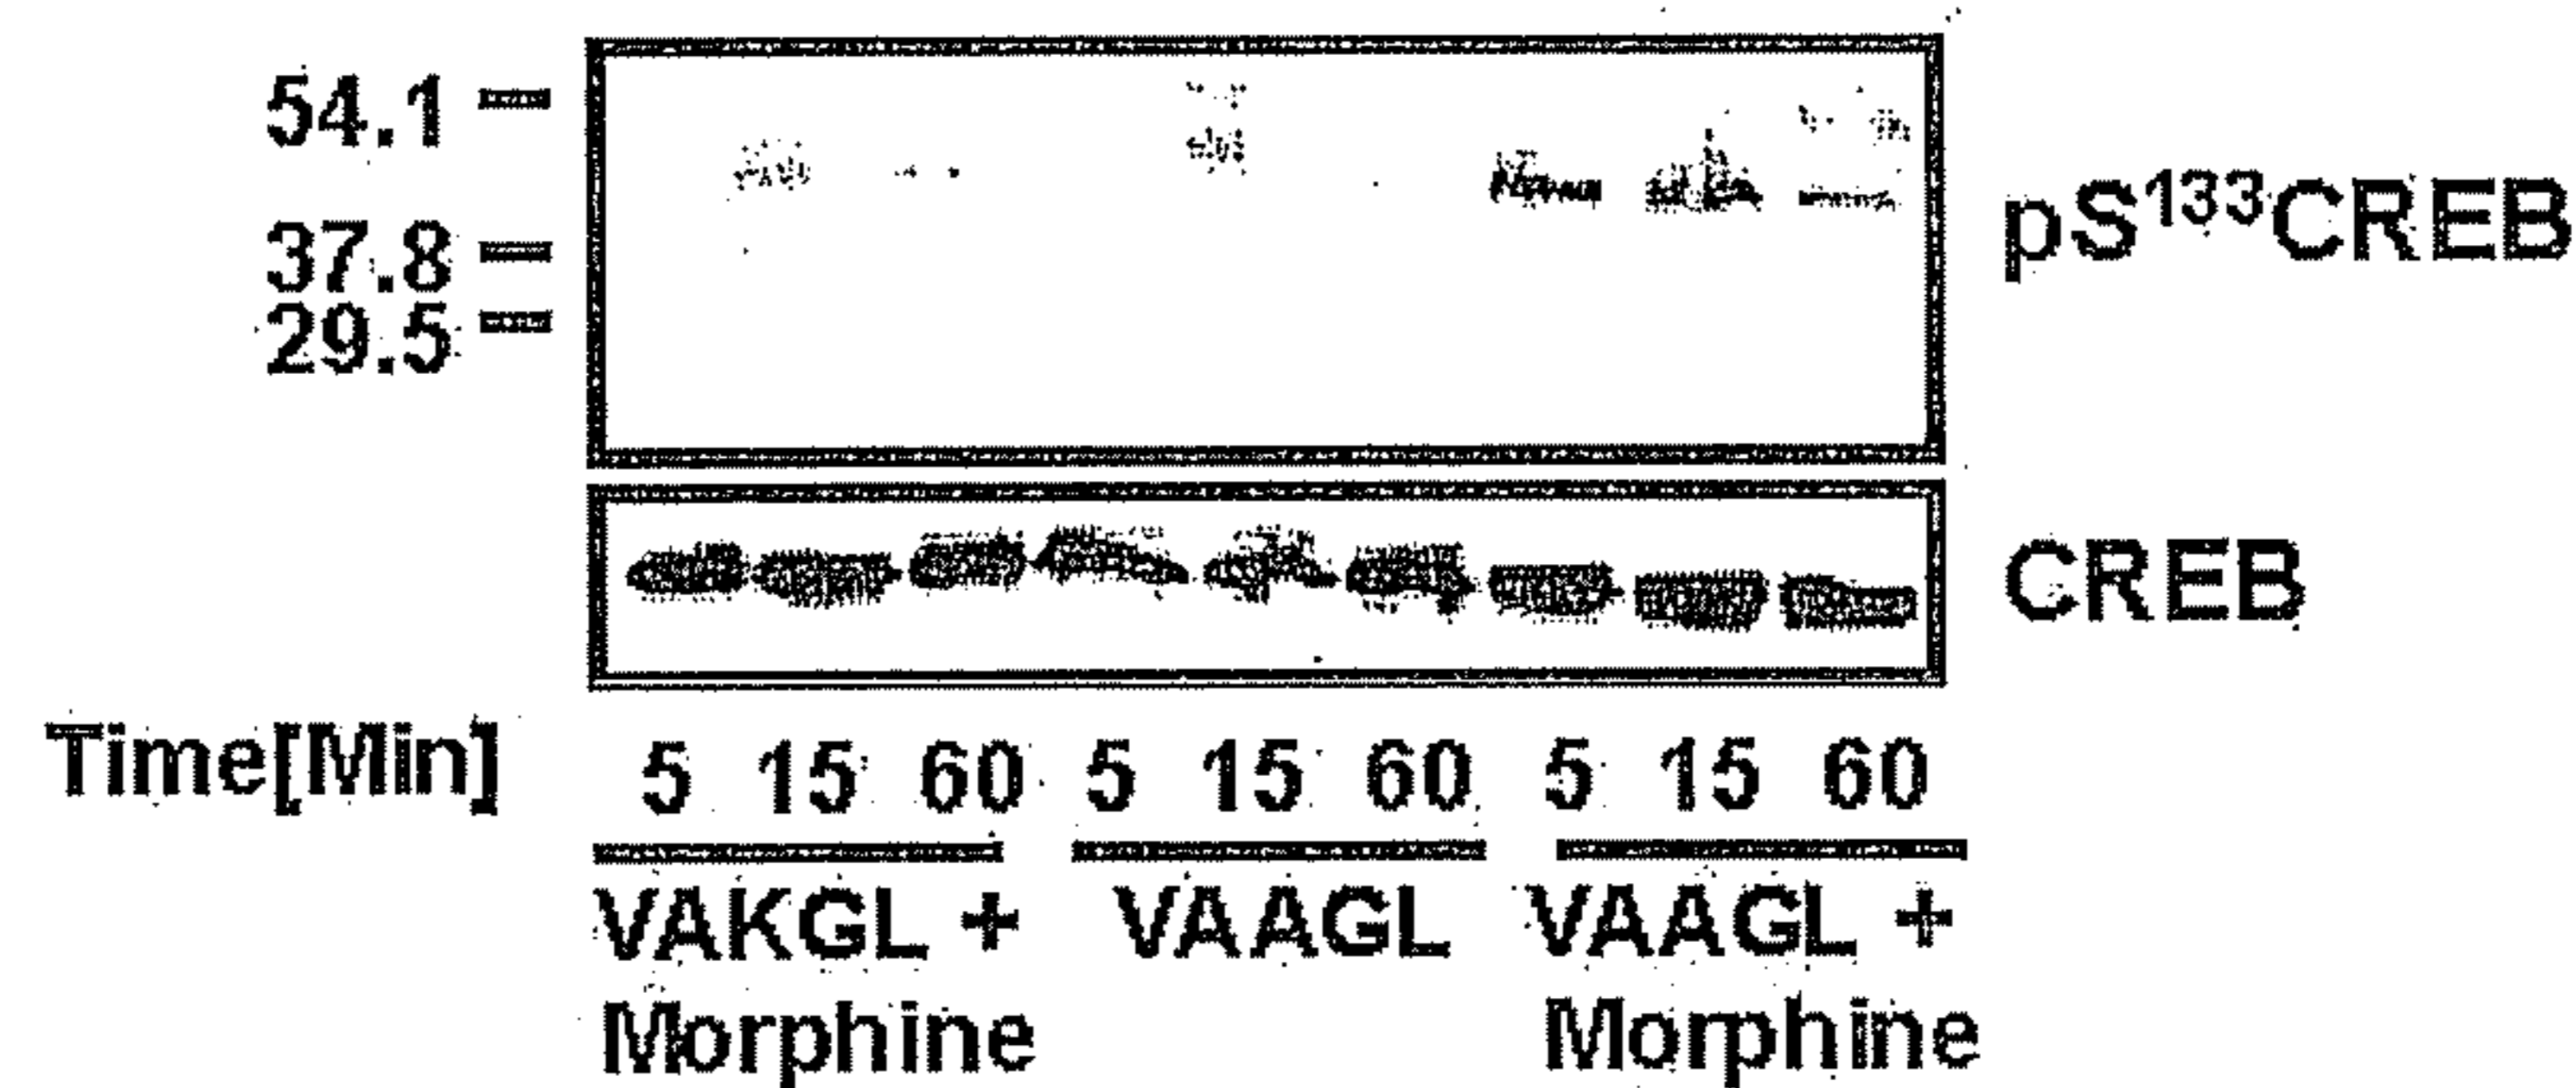 54.1
37.8
29.5
pS¹³³CREB
CREB
Time[Min] 5 15 60 5 15 60 5 15 60
VAKGL + Morphine
VAAGL
VAAGL + Morphine